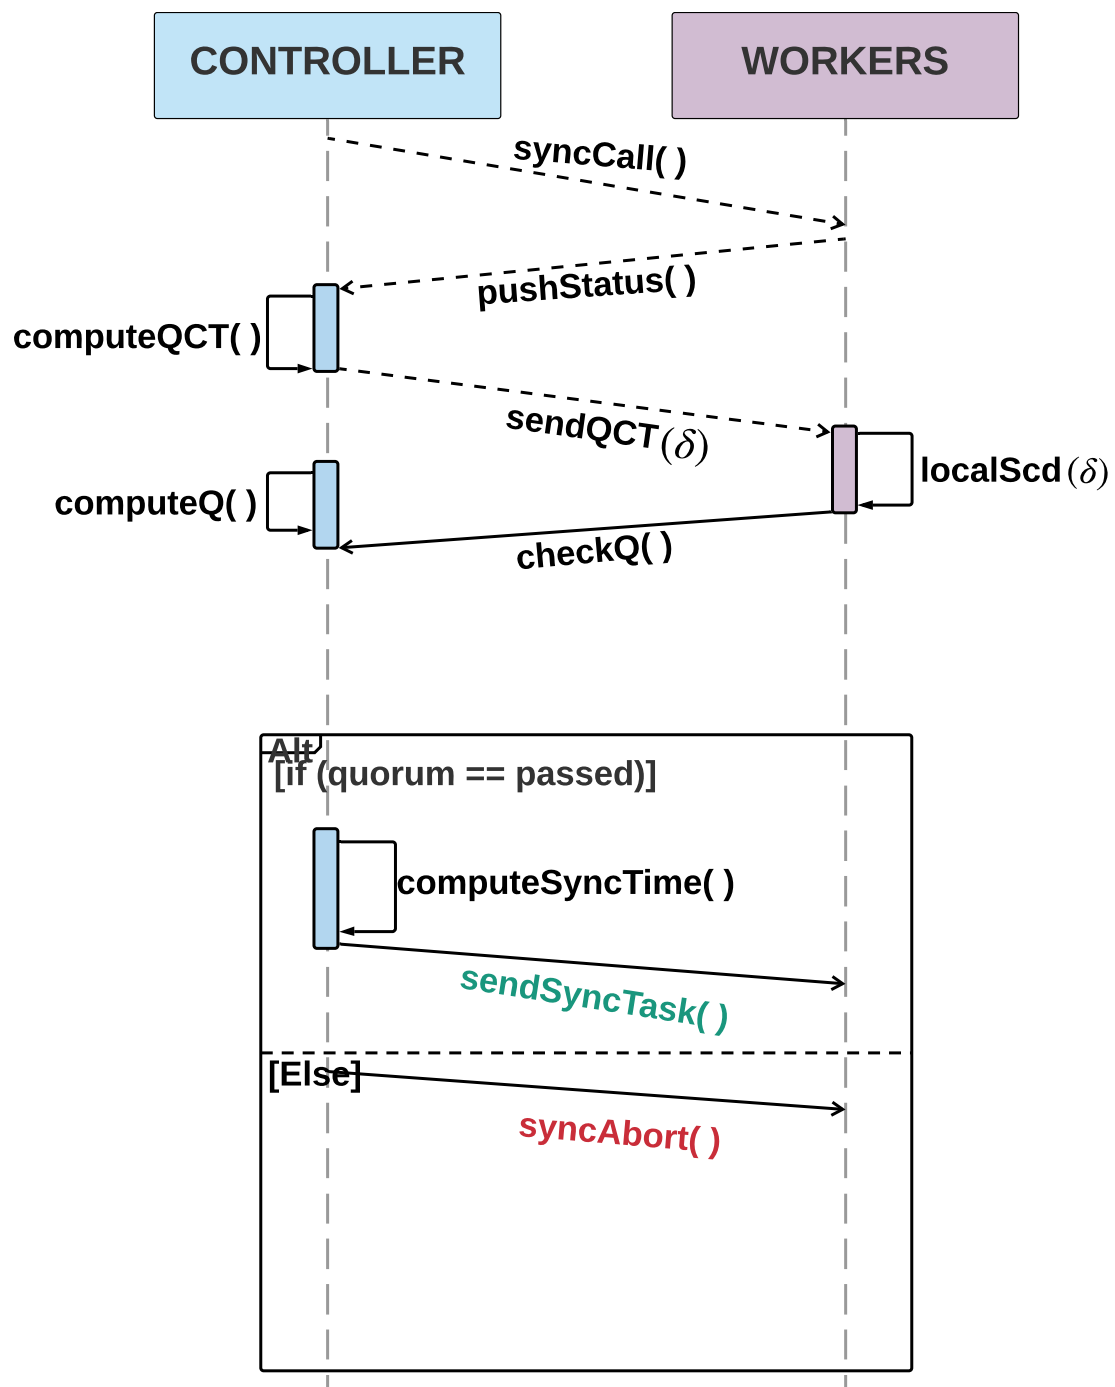 CONTROLLER
WORKERS
syncCall( )
pushStatus( )
computeQCT( )
sendQCT(δ)
localScd(δ)
computeQ( )
checkQ( )
Alt
[if (quorum == passed)]
computeSyncTime( )
sendSyncTask( )
[Else]
syncAbort( )